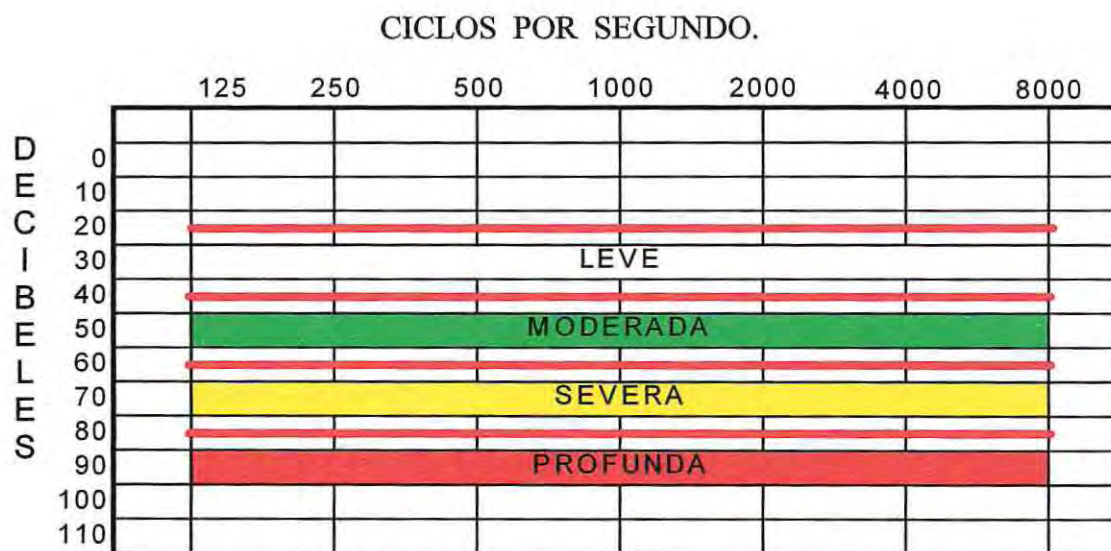 CICLOS POR SEGUNDO.
125 250 500 1000 2000 4000 8000
DECIBELES
0
10
20
30 LEVE
40
50 MODERADA
60
70 SEVERA
80
90 PROFUNDA
100
110